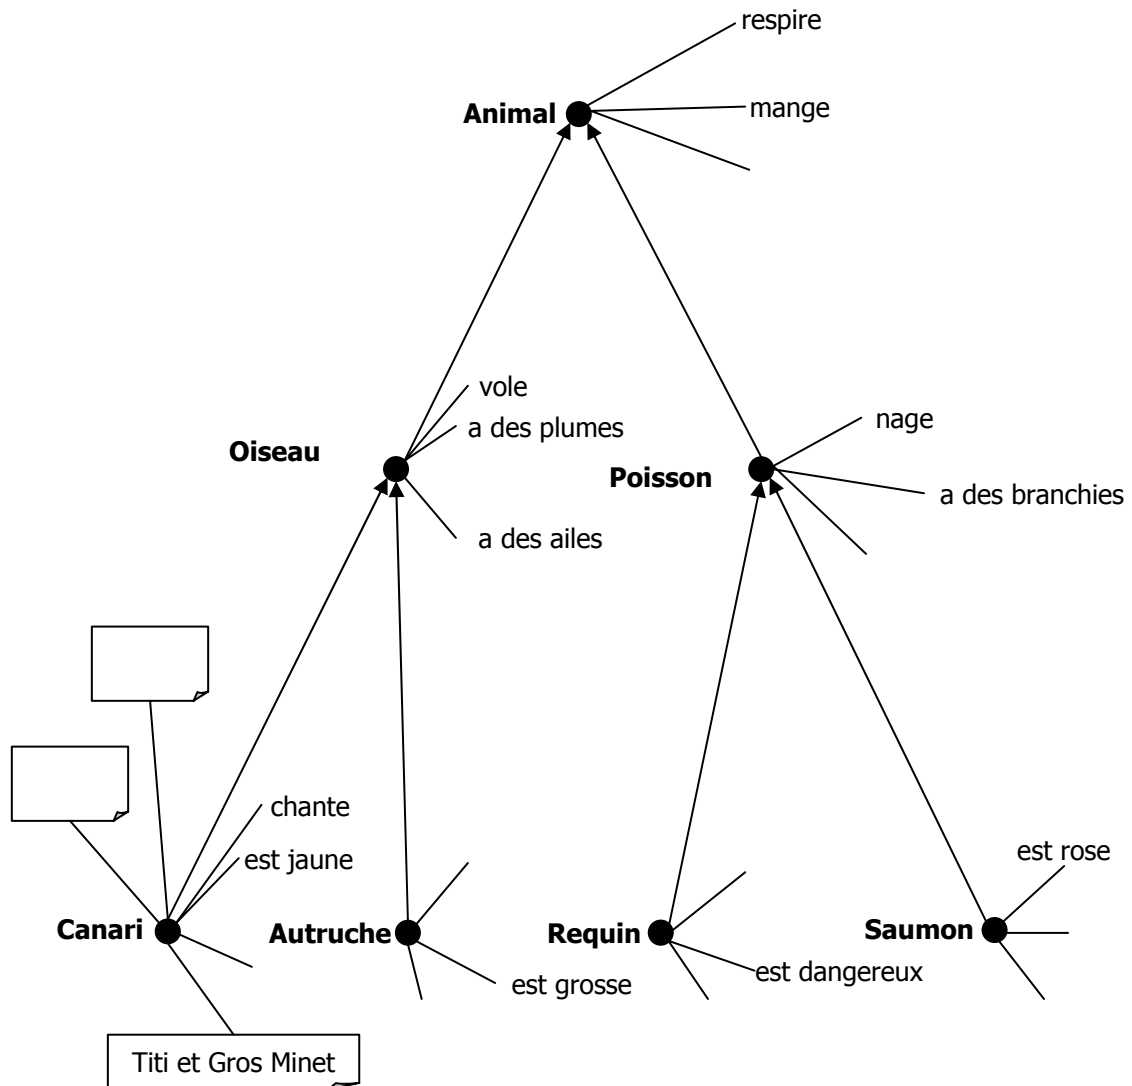 respire
Animal
mange
vole
a des plumes
Oiseau
a des ailes
nage
Poisson
a des branchies
chante
est jaune
Canari
Autruche
est grosse
Requin
est dangereux
est rose
Saumon
Titi et Gros Minet